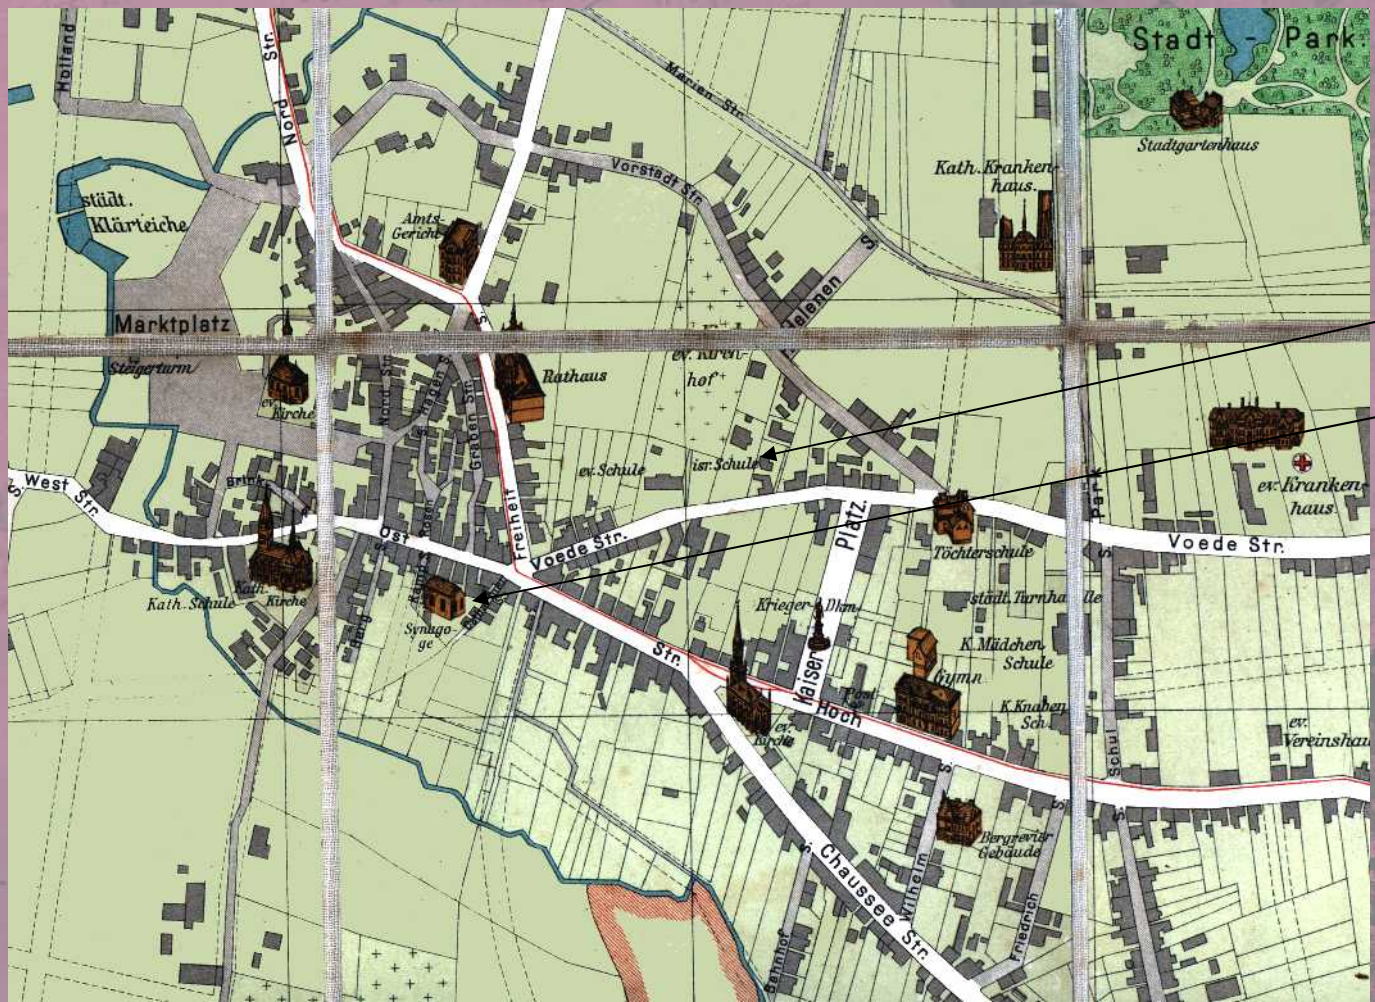 Holland
Nord Str.
Marien Str.
Stadt - Park.
Stadtgartenhaus
Kath. Kranken-
haus.
Vorstadt Str.
städt.
Klärteiche
Amts-
Gericht
Helenen S.
Marktplatz
Steigerturm
ev.
Kirche
Nord Str.
Hagen S.
Graben Str.
S.
Rathaus
ev. Kirch-
hof
ev. Schule
isr. Schule
ev. Kranken-
haus
Park
S. West Str.
Brink
Ost
Freiheit
Voede Str.
Platz.
Töchterschule
Voede Str.
S.
Kath.
Kirche
Kath. Schule
Synago-
ge
Berg
S.
Krieger-Dkm.
städt. Turnhalle
K. Mädchen
Schule
Gymn.
Str.
Kaiser
Post
Hoch
K. Knaben
Sch.
ev.
Kirche
ev.
Vereinshau
Schul
S.
S.
S.
Bergrevier
Gebäude
S.
Chaussee Str.
Wilhelm
Friedrich
Bahnhof